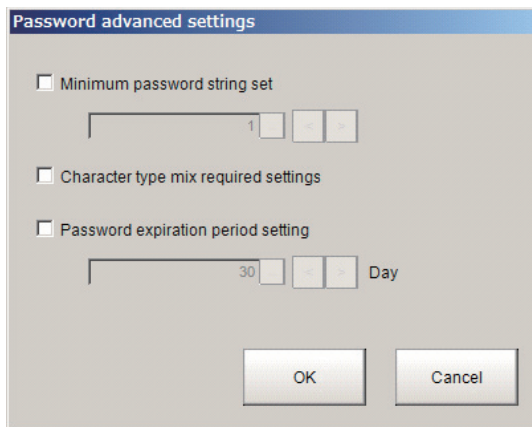 Password advanced settings
Minimum password string set
1 ... < >
Character type mix required settings
Password expiration period setting
30 ... < > Day
OK Cancel